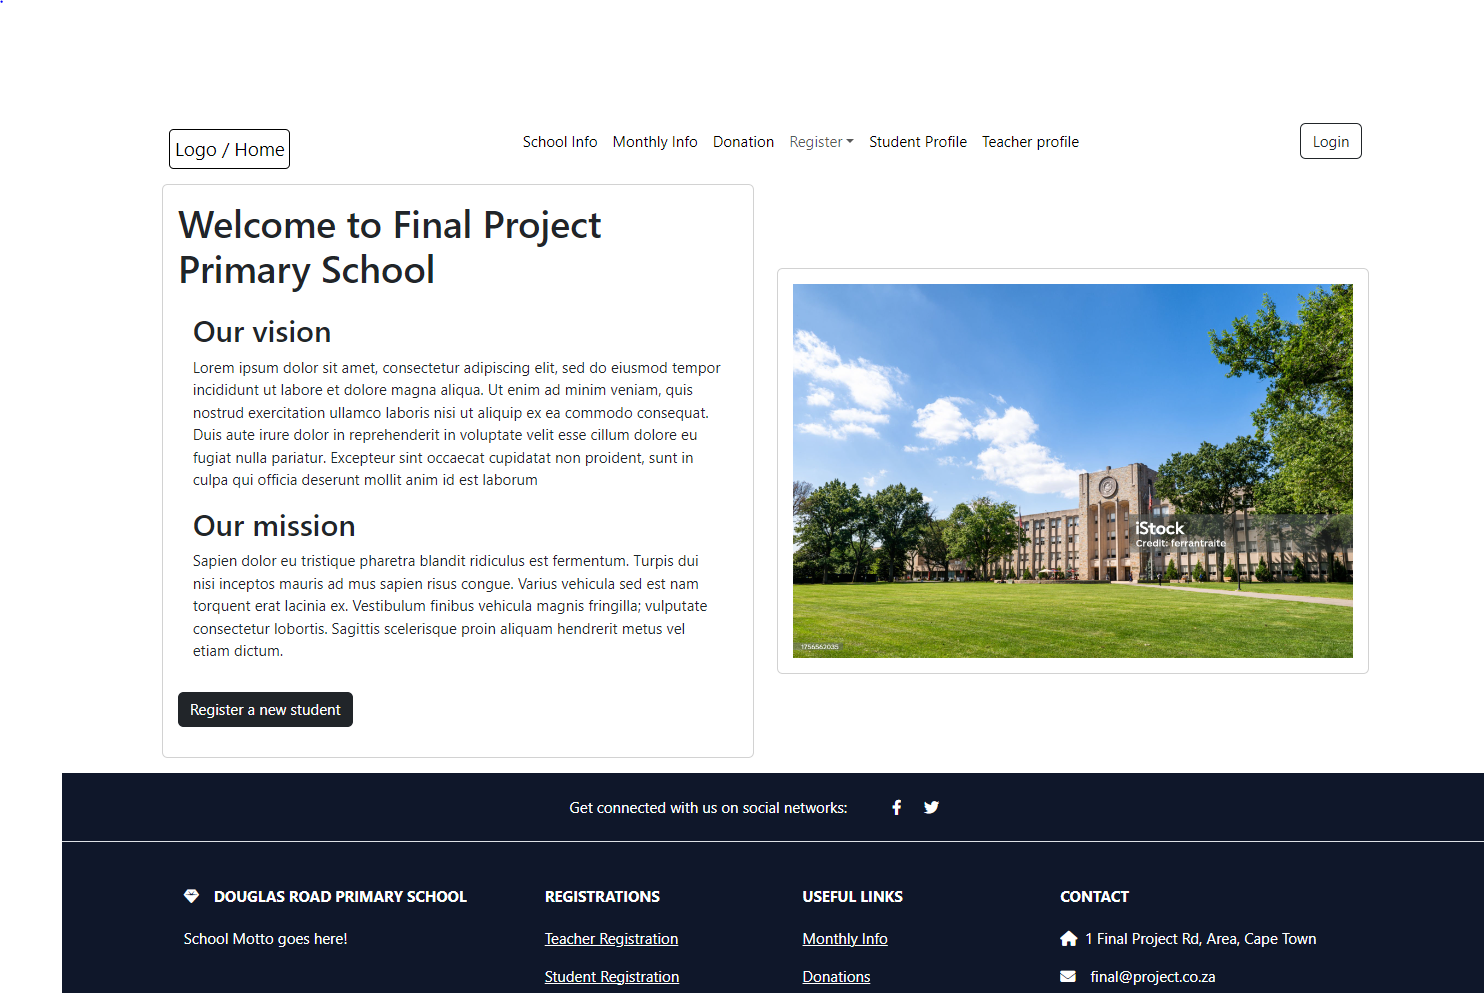 Logo / Home
School Info Monthly Info Donation Register Student Profile Teacher profile
Login
Welcome to Final Project
Primary School
Our vision
Lorem ipsum dolor sit amet, consectetur adipiscing elit, sed do eiusmod tempor
incididunt ut labore et dolore magna aliqua. Ut enim ad minim veniam, quis
nostrud exercitation ullamco laboris nisi ut aliquip ex ea commodo consequat.
Duis aute irure dolor in reprehenderit in voluptate velit esse cillum dolore eu
fugiat nulla pariatur. Excepteur sint occaecat cupidatat non proident, sunt in
culpa qui officia deserunt mollit anim id est laborum
Our mission
Sapien dolor eu tristique pharetra blandit ridiculus est fermentum. Turpis dui
nisi inceptos mauris ad mus sapien risus congue. Varius vehicula sed est nam
torquent erat lacinia ex. Vestibulum finibus vehicula magnis fringilla; vulputate
consectetur lobortis. Sagittis scelerisque proin aliquam hendrerit metus vel
etiam dictum.
Register a new student
iStock
Credit: ferrantraite
1756562035
Get connected with us on social networks:
DOUGLAS ROAD PRIMARY SCHOOL
School Motto goes here!
REGISTRATIONS
Teacher Registration
Student Registration
USEFUL LINKS
Monthly Info
Donations
CONTACT
1 Final Project Rd, Area, Cape Town
final@project.co.za